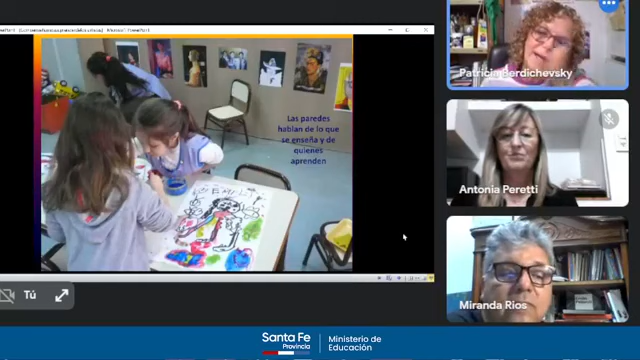 Patricia Berdichevsky
Las paredes
hablan de lo que
se enseña y de
quienes
aprenden
EMILY
Antonia Peretti
Miranda Rios
Tú
Santa Fe
Provincia
Ministerio de
Educación